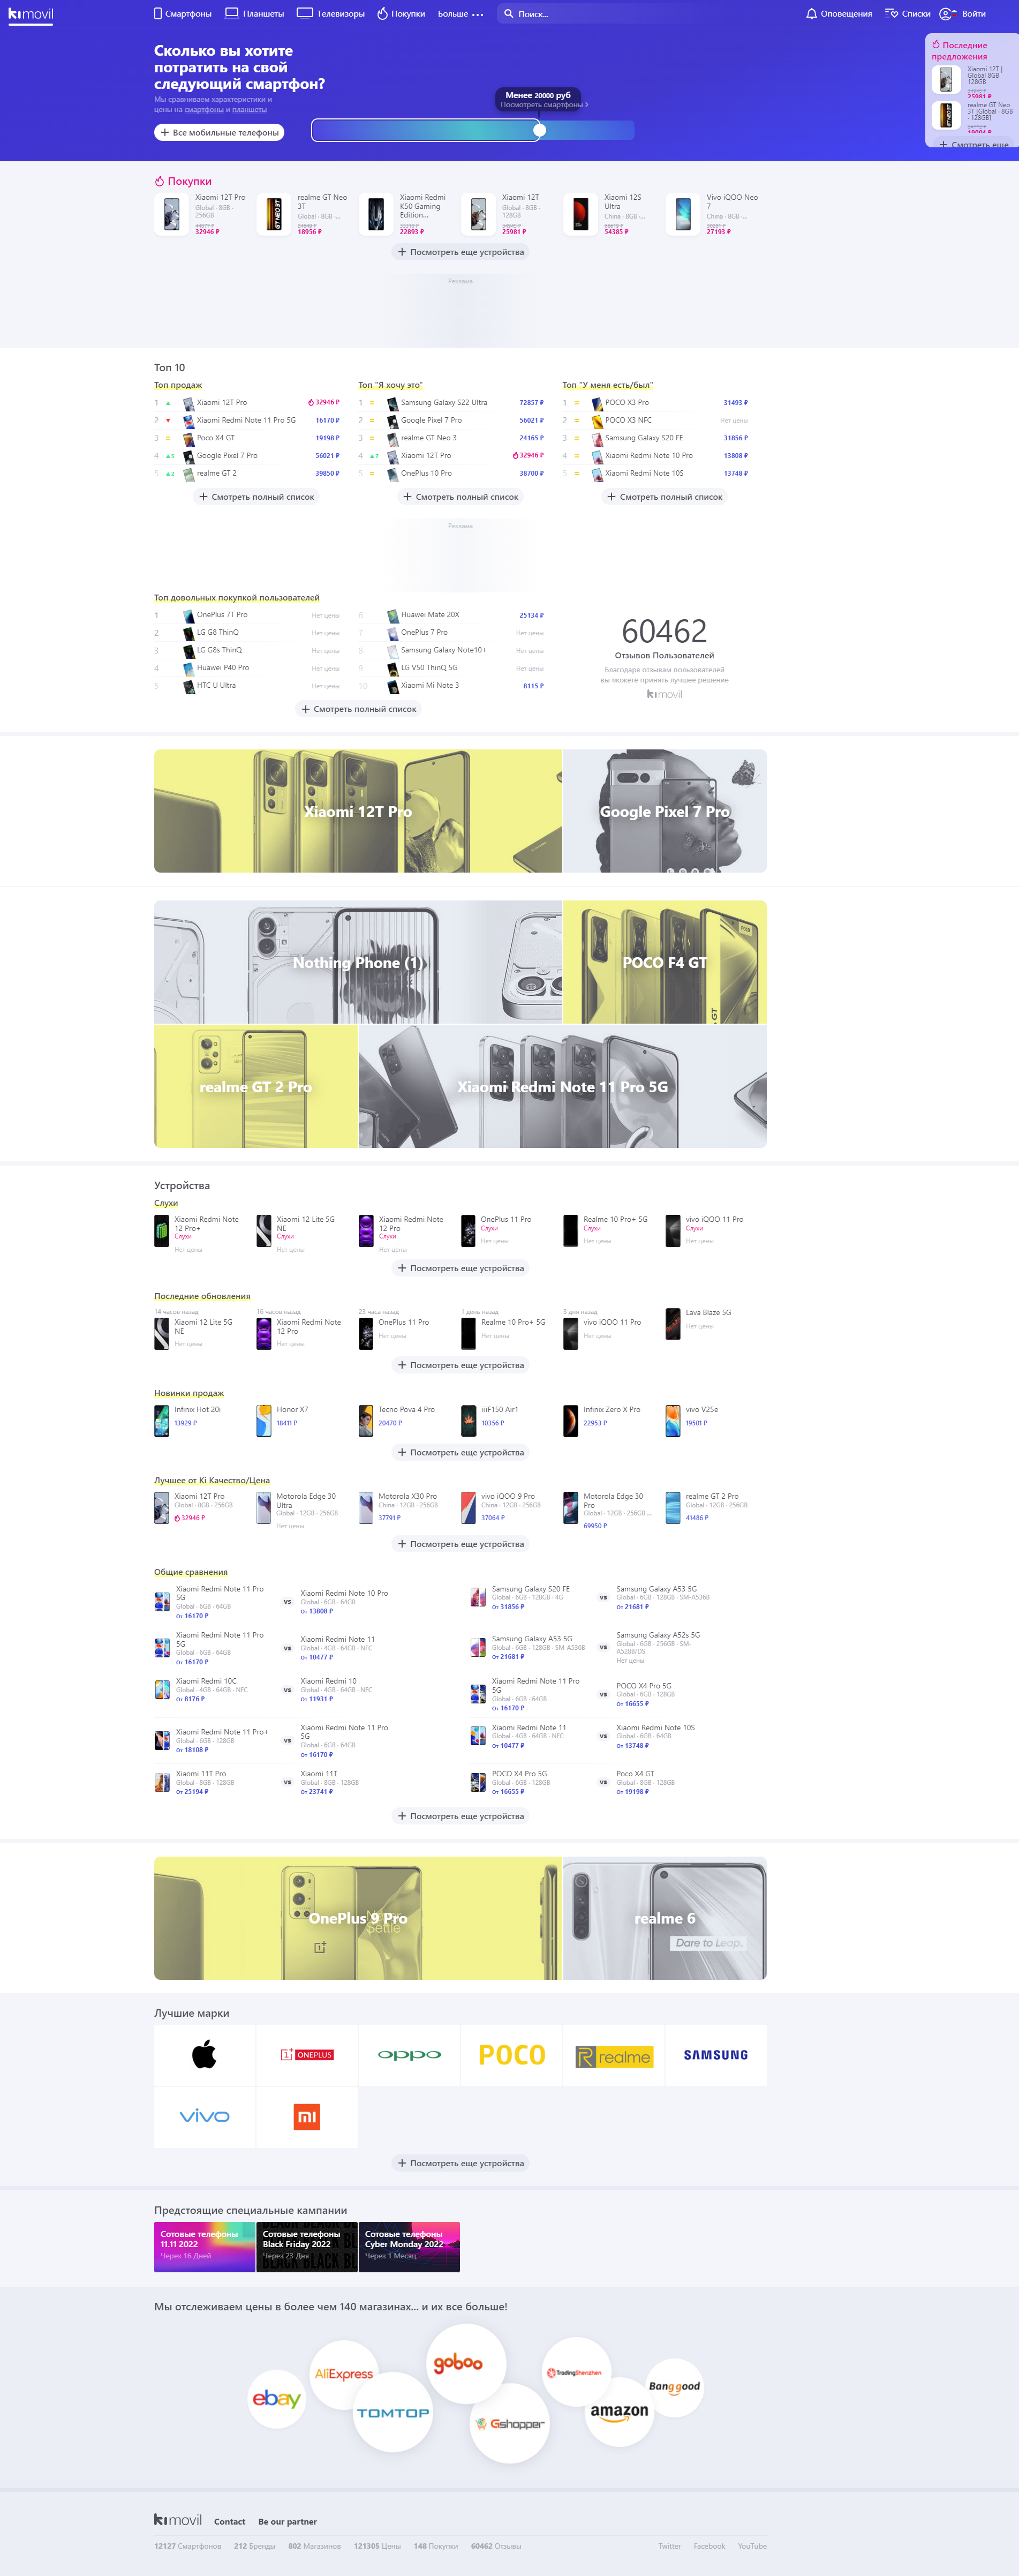 kimovil
Смартфоны
Планшеты
Телевизоры
Покупки
Больше
Поиск...
Оповещения
Списки
Войти
Сколько вы хотите
потратить на свой
следующий смартфон?
Мы сравниваем характеристики и
цены на смартфоны и планшеты
Все мобильные телефоны
Менее 20000 руб
Посмотреть смартфоны
Последние
предложения
Xiaomi 12T |
Global 8GB
128GB
25981 ₽
realme GT Neo
3T [Global - 8GB
- 128GB]
Смотреть еще
Покупки
Xiaomi 12T Pro
Global - 8GB -
256GB
32946 ₽
realme GT Neo
3T
Global - 8GB -...
18956 ₽
Xiaomi Redmi
K50 Gaming
Edition...
22893 ₽
Xiaomi 12T
Global - 8GB -
128GB
25981 ₽
Xiaomi 12S
Ultra
China - 8GB -...
54385 ₽
Vivo iQOO Neo
7
China - 8GB -...
27193 ₽
Посмотреть еще устройства
Реклама
Топ 10
Топ продаж
1 Xiaomi 12T Pro 32946 ₽
2 Xiaomi Redmi Note 11 Pro 5G 16170 ₽
3 Poco X4 GT 19198 ₽
4 5 Google Pixel 7 Pro 56021 ₽
5 2 realme GT 2 39850 ₽
Смотреть полный список
Топ "Я хочу это"
1 Samsung Galaxy S22 Ultra 72857 ₽
2 Google Pixel 7 Pro 56021 ₽
3 realme GT Neo 3 24165 ₽
4 7 Xiaomi 12T Pro 32946 ₽
5 OnePlus 10 Pro 38700 ₽
Смотреть полный список
Топ "У меня есть/был"
1 POCO X3 Pro 31493 ₽
2 POCO X3 NFC Нет цены
3 Samsung Galaxy S20 FE 31856 ₽
4 Xiaomi Redmi Note 10 Pro 13808 ₽
5 Xiaomi Redmi Note 10S 13748 ₽
Смотреть полный список
Реклама
Топ довольных покупкой пользователей
1 OnePlus 7T Pro Нет цены
2 LG G8 ThinQ Нет цены
3 LG G8s ThinQ Нет цены
4 Huawei P40 Pro Нет цены
5 HTC U Ultra Нет цены
6 Huawei Mate 20X 25134 ₽
7 OnePlus 7 Pro Нет цены
8 Samsung Galaxy Note10+ Нет цены
9 LG V50 ThinQ 5G Нет цены
10 Xiaomi Mi Note 3 8115 ₽
Смотреть полный список
60462
Отзывов Пользователей
Благодаря отзывам пользователей
вы можете принять лучшее решение
kimovil
Xiaomi 12T Pro
Google Pixel 7 Pro
Nothing Phone (1)
POCO F4 GT
realme GT 2 Pro
Xiaomi Redmi Note 11 Pro 5G
Устройства
Слухи
Xiaomi Redmi Note
12 Pro+
Слухи
Нет цены
Xiaomi 12 Lite 5G
NE
Слухи
Нет цены
Xiaomi Redmi Note
12 Pro
Слухи
Нет цены
OnePlus 11 Pro
Слухи
Нет цены
Realme 10 Pro+ 5G
Слухи
Нет цены
vivo iQOO 11 Pro
Слухи
Нет цены
Посмотреть еще устройства
Последние обновления
14 часов назад
Xiaomi 12 Lite 5G
NE
Нет цены
16 часов назад
Xiaomi Redmi Note
12 Pro
Нет цены
23 часа назад
OnePlus 11 Pro
Нет цены
1 день назад
Realme 10 Pro+ 5G
Нет цены
3 дня назад
vivo iQOO 11 Pro
Нет цены
Lava Blaze 5G
Нет цены
Посмотреть еще устройства
Новинки продаж
Infinix Hot 20i
13929 ₽
Honor X7
18411 ₽
Tecno Pova 4 Pro
20470 ₽
iiiF150 Air1
10356 ₽
Infinix Zero X Pro
22953 ₽
vivo V25e
19501 ₽
Посмотреть еще устройства
Лучшее от Ki Качество/Цена
Xiaomi 12T Pro
Global - 8GB - 256GB
32946 ₽
Motorola Edge 30
Ultra
Global - 12GB - 256GB
Нет цены
Motorola X30 Pro
China - 12GB - 256GB
37791 ₽
vivo iQOO 9 Pro
China - 12GB - 256GB
37064 ₽
Motorola Edge 30
Pro
Global - 12GB - 256GB ...
69950 ₽
realme GT 2 Pro
Global - 12GB - 256GB
41486 ₽
Посмотреть еще устройства
Общие сравнения
Xiaomi Redmi Note 11 Pro
5G
Global - 6GB - 64GB
От 16170 ₽
vs
Xiaomi Redmi Note 10 Pro
Global - 6GB - 64GB
От 13808 ₽
Samsung Galaxy S20 FE
Global - 6GB - 128GB - 4G
От 31856 ₽
vs
Samsung Galaxy A53 5G
Global - 6GB - 128GB - SM-A536B
От 21681 ₽
Xiaomi Redmi Note 11 Pro
5G
Global - 6GB - 64GB
От 16170 ₽
vs
Xiaomi Redmi Note 11
Global - 4GB - 64GB - NFC
От 10477 ₽
Samsung Galaxy A53 5G
Global - 6GB - 128GB - SM-A536B
От 21681 ₽
vs
Samsung Galaxy A52s 5G
Global - 6GB - 256GB - SM-
A528B/DS
Нет цены
Xiaomi Redmi 10C
Global - 4GB - 64GB - NFC
От 8176 ₽
vs
Xiaomi Redmi 10
Global - 4GB - 64GB - NFC
От 11931 ₽
Xiaomi Redmi Note 11 Pro
5G
Global - 6GB - 64GB
От 16170 ₽
vs
POCO X4 Pro 5G
Global - 6GB - 128GB
От 16655 ₽
Xiaomi Redmi Note 11 Pro+
Global - 6GB - 128GB
От 18108 ₽
vs
Xiaomi Redmi Note 11 Pro
5G
Global - 6GB - 64GB
От 16170 ₽
Xiaomi Redmi Note 11
Global - 4GB - 64GB - NFC
От 10477 ₽
vs
Xiaomi Redmi Note 10S
Global - 6GB - 64GB
От 13748 ₽
Xiaomi 11T Pro
Global - 8GB - 128GB
От 25194 ₽
vs
Xiaomi 11T
Global - 8GB - 128GB
От 23741 ₽
POCO X4 Pro 5G
Global - 6GB - 128GB
От 16655 ₽
vs
Poco X4 GT
Global - 8GB - 128GB
От 19198 ₽
Посмотреть еще устройства
OnePlus 9 Pro
Never
Settle
realme 6
Dare to Leap.
Лучшие марки
ONEPLUS
oppo
POCO
realme
SAMSUNG
vivo
mi
Посмотреть еще устройства
Предстоящие специальные кампании
Сотовые телефоны
11.11 2022
Через 16 Дней
Сотовые телефоны
Black Friday 2022
Через 23 Дня
Сотовые телефоны
Cyber Monday 2022
Через 1 Месяц
Мы отслеживаем цены в более чем 140 магазинах... и их все больше!
ebay
AliExpress
TOMTOP
goboo
Gshopper
TradingShenzhen
amazon
Banggood
kimovil
Contact
Be our partner
12127 Смартфонов
212 Бренды
802 Магазинов
121305 Цены
148 Покупки
60462 Отзывы
Twitter
Facebook
YouTube